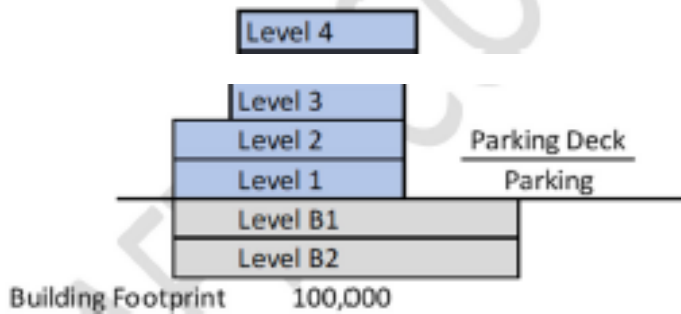 Level 4
Level 3
Level 2 Parking Deck
Level 1 Parking
Level B1
Level B2
Building Footprint 100,000